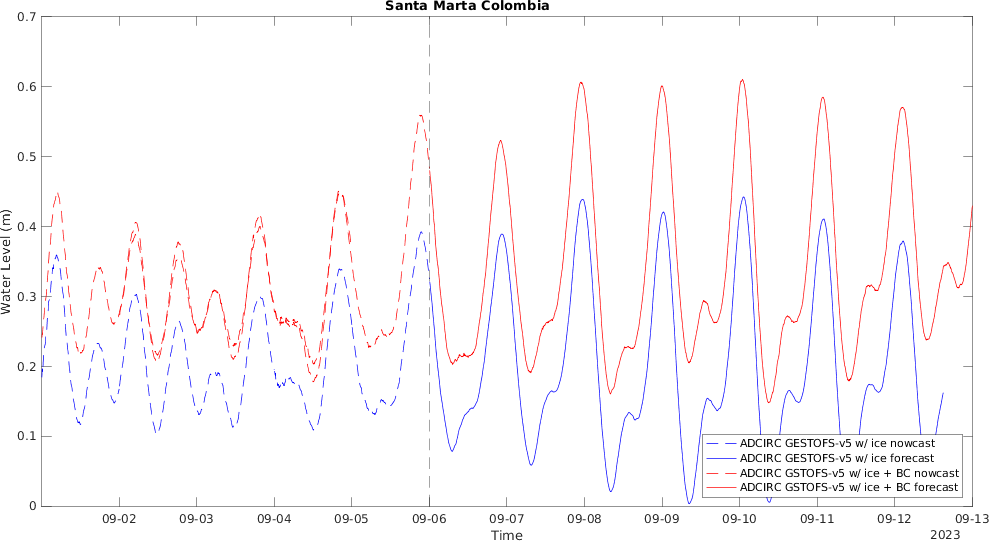 Santa Marta Colombia
Water Level (m)
0.7
0.6
0.5
0.4
0.3
0.2
0.1
0
ADCIRC GESTOFS-v5 w/ ice nowcast
ADCIRC GESTOFS-v5 w/ ice forecast
ADCIRC GSTOFS-v5 w/ ice + BC nowcast
ADCIRC GSTOFS-v5 w/ ice + BC forecast
09-02 09-03 09-04 09-05 09-06 09-07 09-08 09-09 09-10 09-11 09-12 09-13
Time
2023